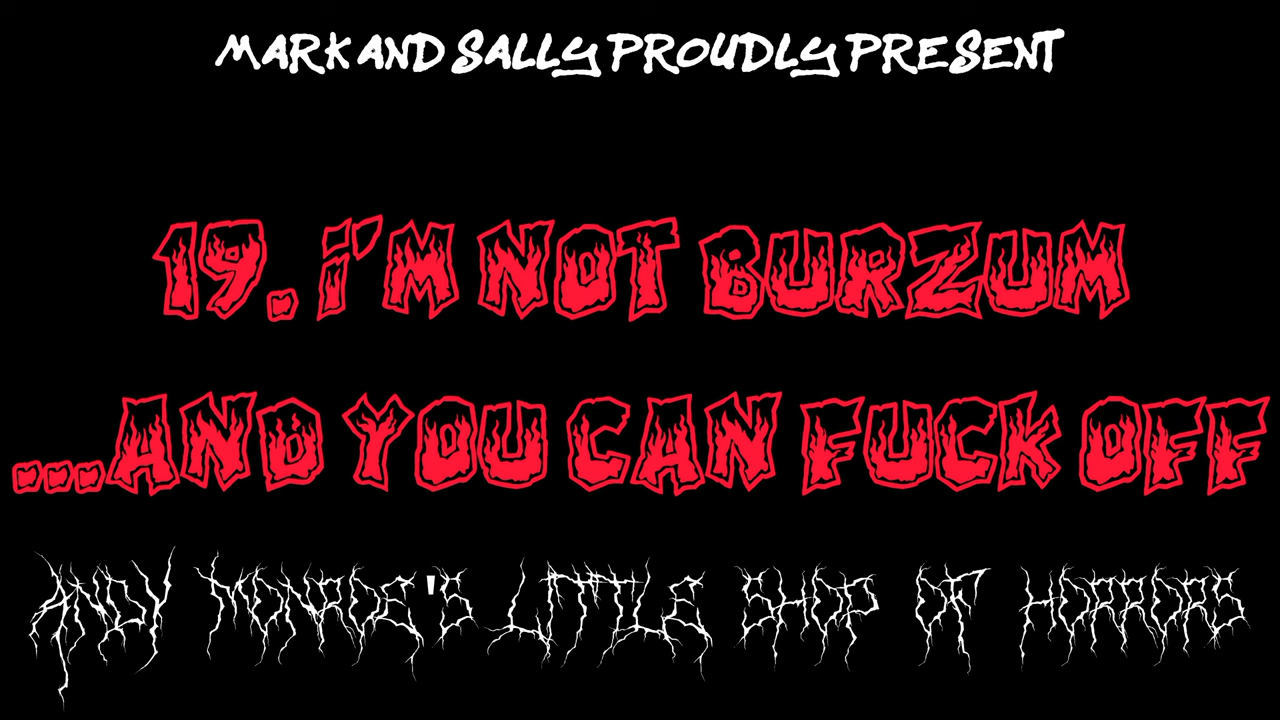 MARK AND SALLY PROUDLY PRESENT
19. i'M NOT BURZUM
...AND YOU CAN FUCK OFF
ANDY MONROE'S LITTLE SHOP OF HORRORS